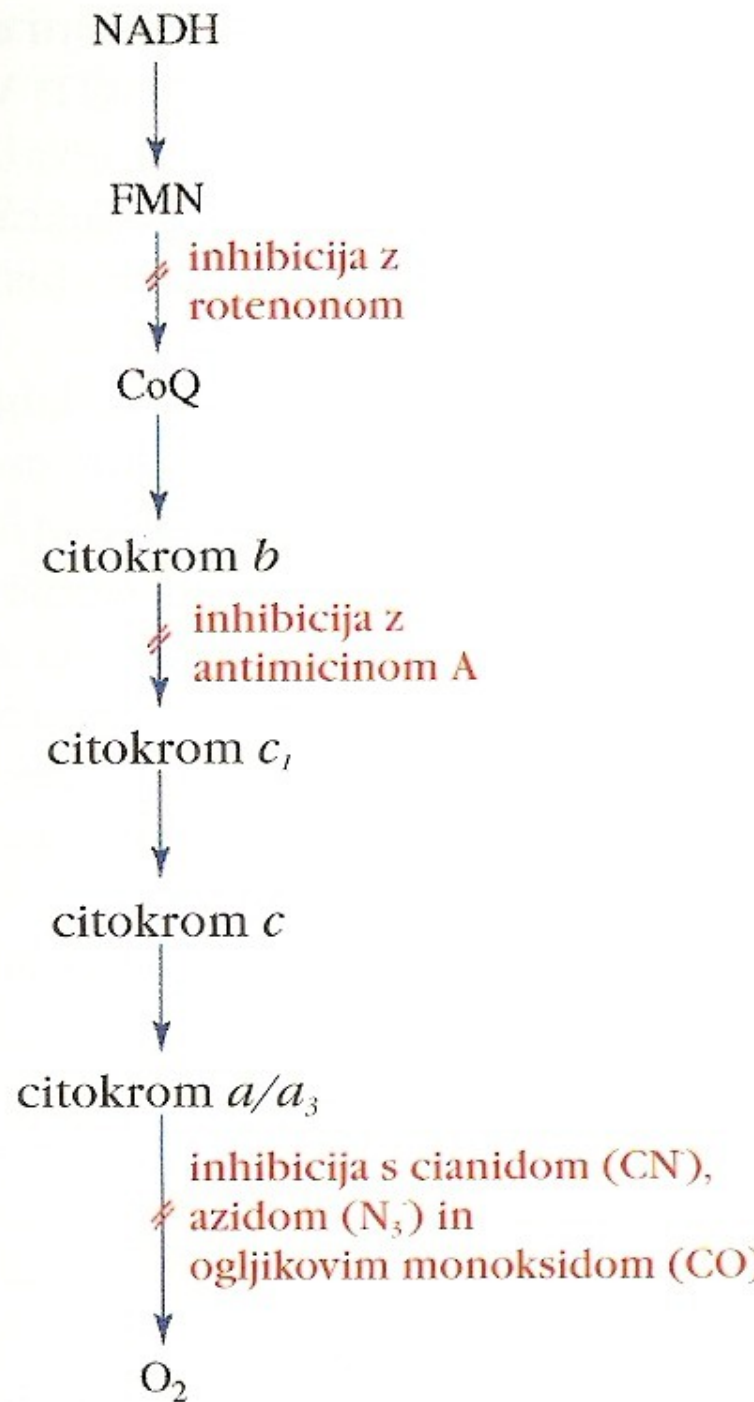 NADH
FMN
inhibicija z
rotenonom
CoQ
citokrom b
inhibicija z
antimicinom A
citokrom c₁
citokrom c
citokrom a/a₃
inhibicija s cianidom (CN⁻),
azidom (N₃⁻) in
ogljikovim monoksidom (CO)
O₂